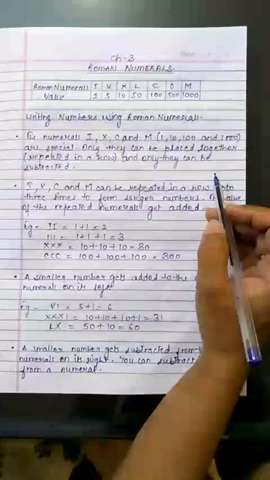 Ch-3
ROMAN NUMERALS
Roman Numerals I V X L C D M
Value 1 5 10 50 100 500 1000
Writing Numbers using Roman Numerals:
numerals I, X, C and M (1, 10, 100 and 1000)
are special. Only they can be placed together
(repeated in a row) and only they can be
subtracted.
I, X, C and M can be repeated in a row
three times to form larger numbers. value
of the repeated numerals get added
Eg - II = 1+1 = 2
III = 1+1+1 = 3
XXX = 10+10+10 = 30
CCC = 100+100+100 = 300
A smaller number gets added to the
numeral on its left.
Eg - VI = 5+1 = 6
XXXI = 10+10+10+1 = 31
LX = 50+10 = 60
A smaller number gets subtracted from
numeral on its right. You can subtract
from a numeral.